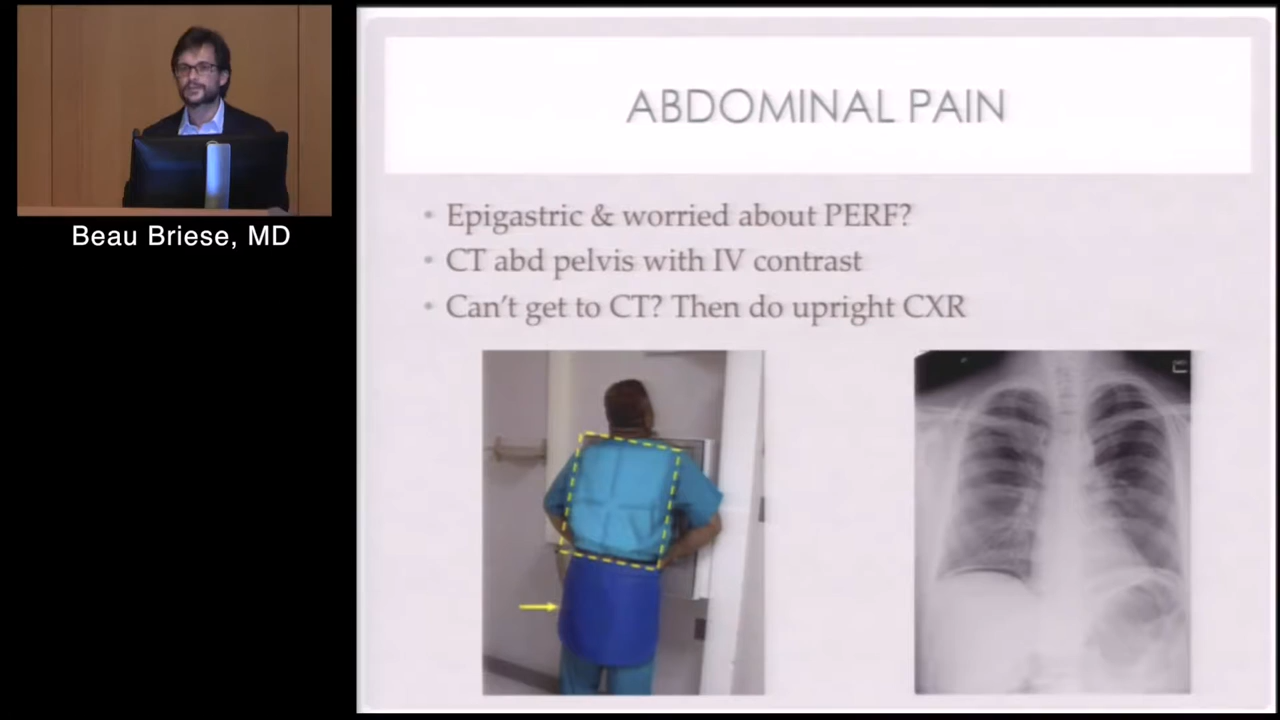 Beau Briese, MD
ABDOMINAL PAIN
• Epigastric & worried about PERF?
• CT abd pelvis with IV contrast
• Can't get to CT? Then do upright CXR